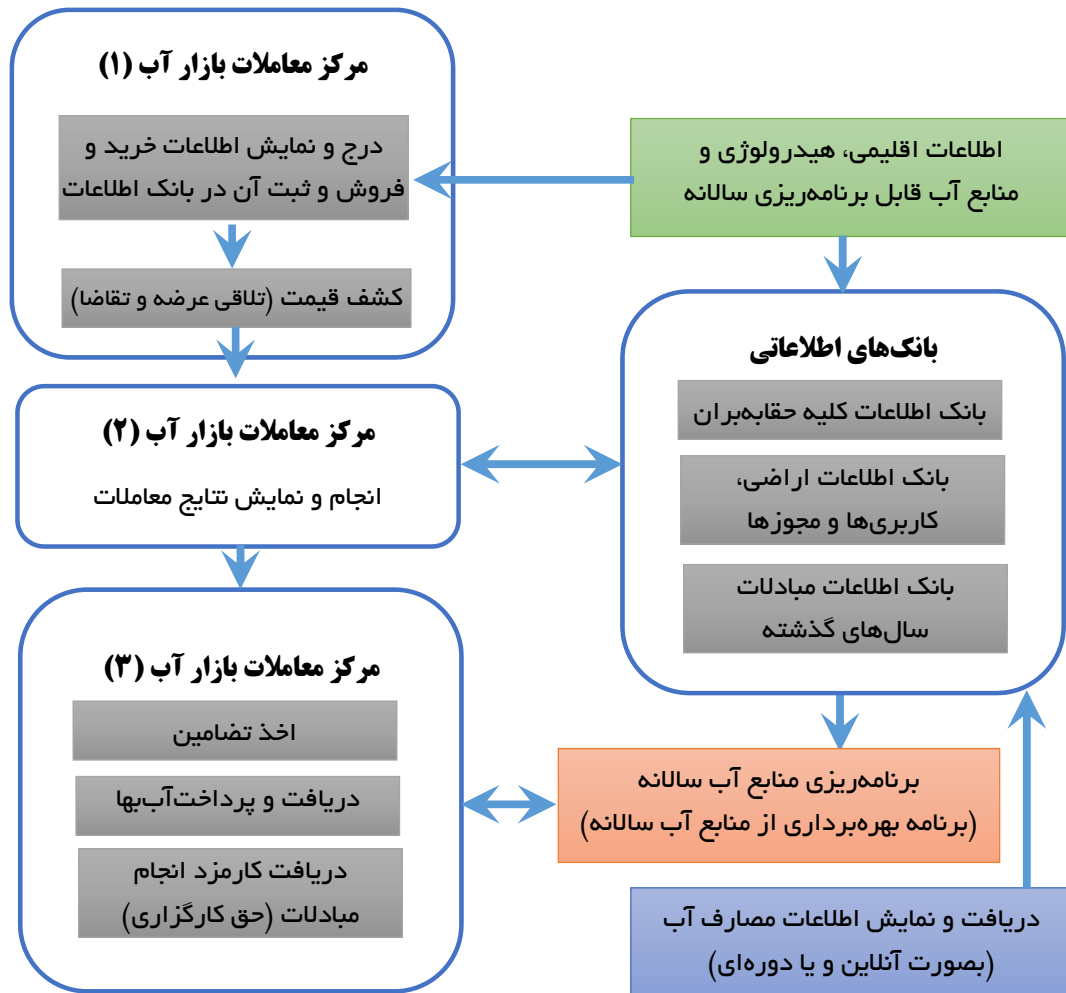 مرکز معاملات بازار آب (۱)
درج و نمایش اطلاعات خرید و
فروش و ثبت آن در بانک اطلاعات
کشف قیمت (تلاقی عرضه و تقاضا)
اطلاعات اقلیمی، هیدرولوژی و
منابع آب قابل برنامه‌ریزی سالانه
بانک‌های اطلاعاتی
بانک اطلاعات کلیه حقابه‌بران
بانک اطلاعات اراضی،
کاربری‌ها و مجوزها
بانک اطلاعات مبادلات
سال‌های گذشته
مرکز معاملات بازار آب (۲)
انجام و نمایش نتایج معاملات
مرکز معاملات بازار آب (۳)
اخذ تضامین
دریافت و پرداخت‌آب‌بها
دریافت کارمزد انجام
مبادلات (حق کارگزاری)
برنامه‌ریزی منابع آب سالانه
(برنامه بهره‌برداری از منابع آب سالانه)
دریافت و نمایش اطلاعات مصارف آب
(بصورت آنلاین و یا دوره‌ای)